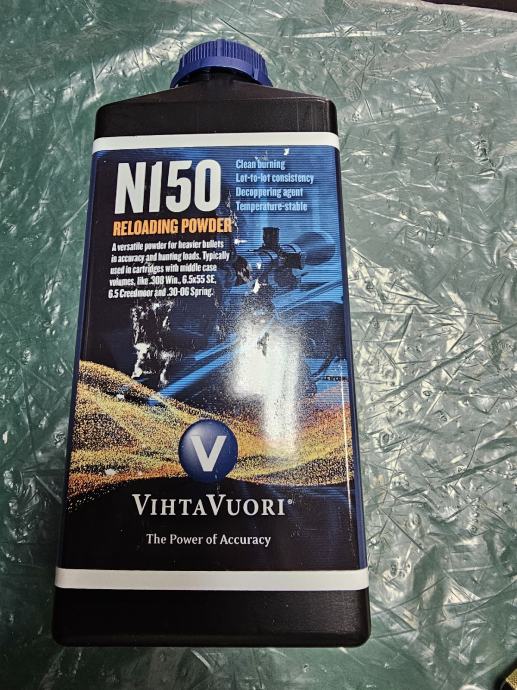 N150
RELOADING POWDER
Clean burning
Lot-to-lot consistency
Decoppering agent
Temperature-stable
A versatile powder for heavier bullets
in accuracy and hunting loads. Typically
used in cartridges with middle case
volumes, like .308 Win., 6.5x55 SE,
6.5 Creedmoor and .30-06 Spring.
V
VIHTAVUORI®
The Power of Accuracy